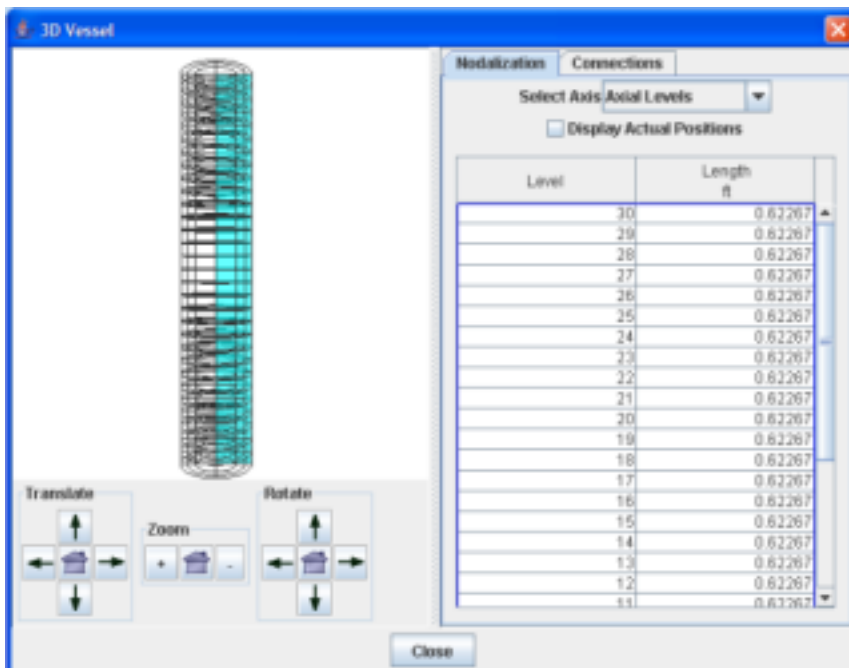 3D Vessel
Nodalization Connections
Select Axis Axial Levels
Display Actual Positions
Level Length
ft
30 0.62267
29 0.62267
28 0.62267
27 0.62267
26 0.62267
25 0.62267
24 0.62267
23 0.62267
22 0.62267
21 0.62267
20 0.62267
19 0.62267
18 0.62267
17 0.62267
16 0.62267
15 0.62267
14 0.62267
13 0.62267
12 0.62267
11 0.62267
Translate
Zoom
+ -
Rotate
Close